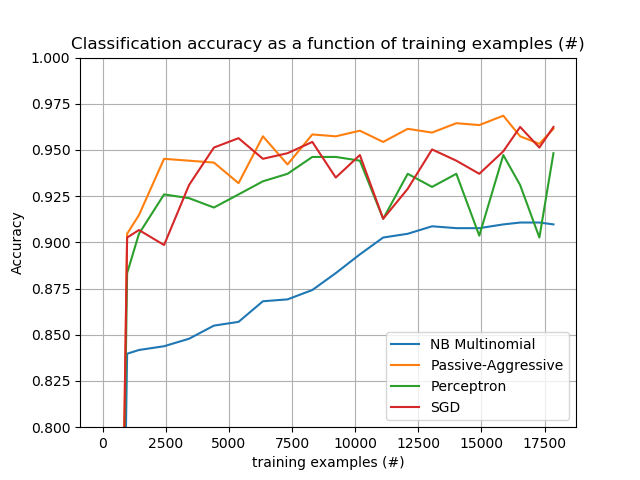 Classification accuracy as a function of training examples (#)
1.000
0.975
0.950
0.925
0.900
0.875
0.850
0.825
0.800
Accuracy
NB Multinomial
Passive-Aggressive
Perceptron
SGD
0 2500 5000 7500 10000 12500 15000 17500
training examples (#)